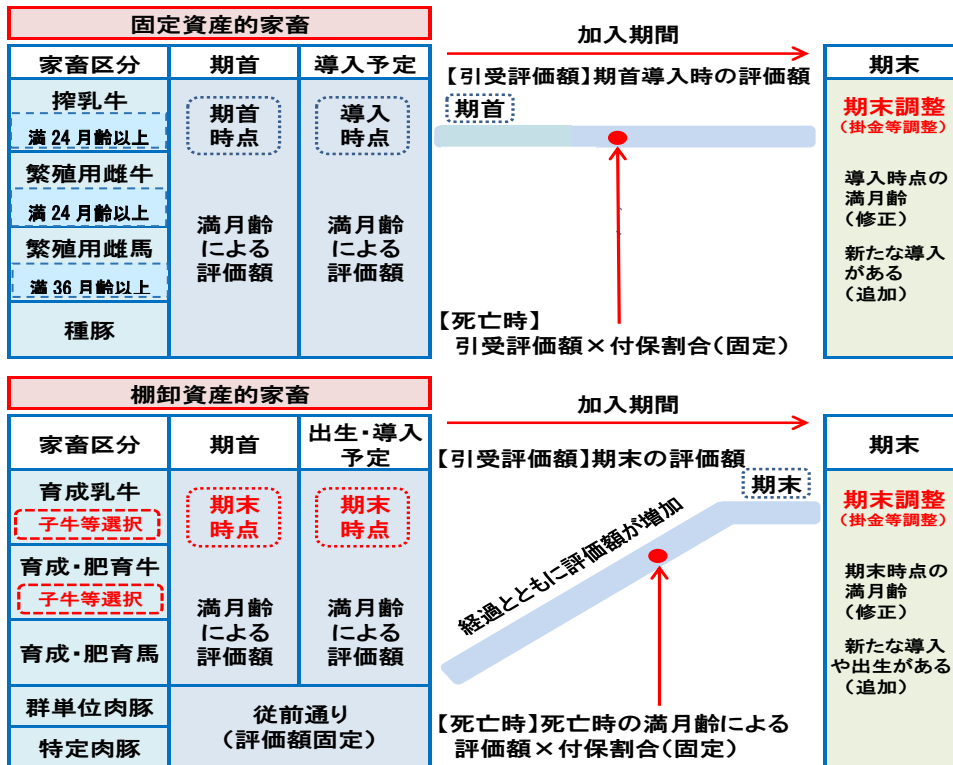 固定資産的家畜
家畜区分
期首
導入予定
搾乳牛
満24月齢以上
繁殖用雌牛
満24月齢以上
繁殖用雌馬
満36月齢以上
種豚
期首
時点
満月齢
による
評価額
導入
時点
満月齢
による
評価額
加入期間
【引受評価額】期首導入時の評価額
期首
【死亡時】
引受評価額×付保割合(固定)
期末
期末調整
(掛金等調整)
導入時点の
満月齢
(修正)
新たな導入
がある
(追加)
棚卸資産的家畜
家畜区分
期首
出生・導入
予定
育成乳牛
子牛等選択
育成・肥育牛
子牛等選択
育成・肥育馬
群単位肉豚
特定肉豚
期末
時点
満月齢
による
評価額
期末
時点
満月齢
による
評価額
従前通り
(評価額固定)
加入期間
【引受評価額】期末の評価額
期末
経過とともに評価額が増加
【死亡時】死亡時の満月齢による
評価額×付保割合(固定)
期末
期末調整
(掛金等調整)
期末時点の
満月齢
(修正)
新たな導入
や出生がある
(追加)